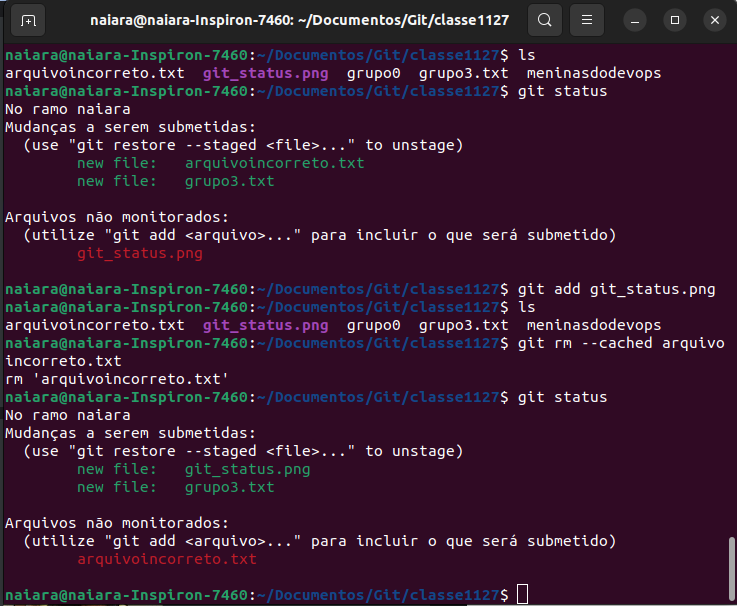 naiara@naiara-Inspiron-7460: ~/Documentos/Git/classe1127
naiara@naiara-Inspiron-7460:~/Documentos/Git/classe1127$ ls
arquivoincorreto.txt  git_status.png  grupo0  grupo3.txt  meninasdodevops
naiara@naiara-Inspiron-7460:~/Documentos/Git/classe1127$ git status
No ramo naiara
Mudanças a serem submetidas:
  (use "git restore --staged <file>..." to unstage)
        new file:   arquivoincorreto.txt
        new file:   grupo3.txt
Arquivos não monitorados:
  (utilize "git add <arquivo>..." para incluir o que será submetido)
        git_status.png
naiara@naiara-Inspiron-7460:~/Documentos/Git/classe1127$ git add git_status.png
naiara@naiara-Inspiron-7460:~/Documentos/Git/classe1127$ ls
arquivoincorreto.txt  git_status.png  grupo0  grupo3.txt  meninasdodevops
naiara@naiara-Inspiron-7460:~/Documentos/Git/classe1127$ git rm --cached arquivo
incorreto.txt
rm 'arquivoincorreto.txt'
naiara@naiara-Inspiron-7460:~/Documentos/Git/classe1127$ git status
No ramo naiara
Mudanças a serem submetidas:
  (use "git restore --staged <file>..." to unstage)
        new file:   git_status.png
        new file:   grupo3.txt
Arquivos não monitorados:
  (utilize "git add <arquivo>..." para incluir o que será submetido)
        arquivoincorreto.txt
naiara@naiara-Inspiron-7460:~/Documentos/Git/classe1127$